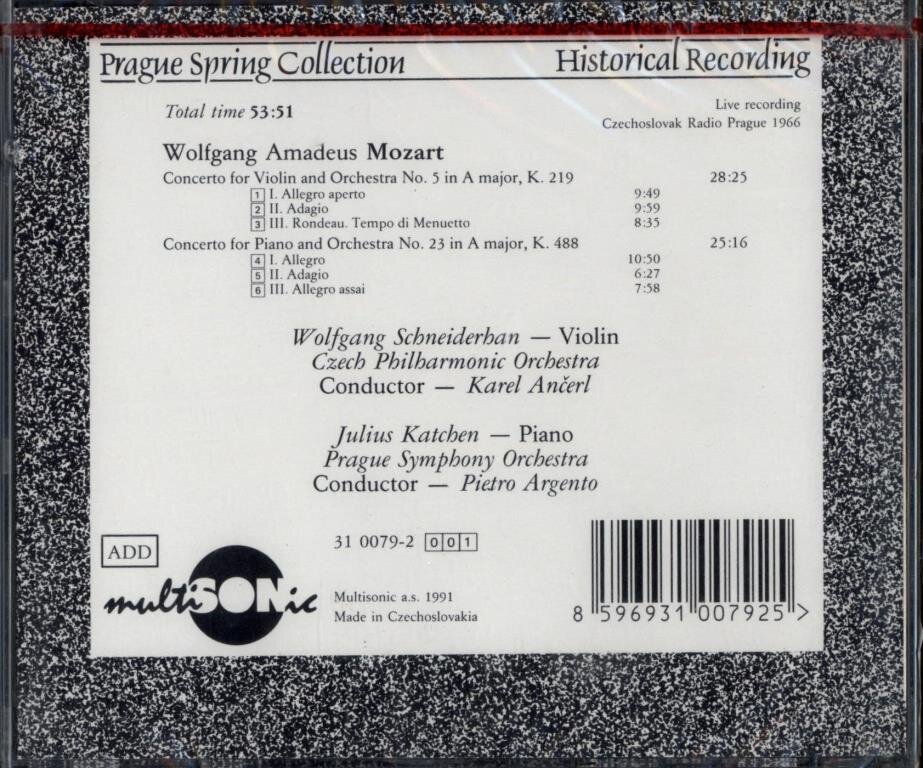 Prague Spring Collection Historical Recording
Total time 53:51
Live recording
Czechoslovak Radio Prague 1966
Wolfgang Amadeus Mozart
Concerto for Violin and Orchestra No. 5 in A major, K. 219 28:25
1 I. Allegro aperto 9:49
2 II. Adagio 9:59
3 III. Rondeau. Tempo di Menuetto 8:35
Concerto for Piano and Orchestra No. 23 in A major, K. 488 25:16
4 I. Allegro 10:50
5 II. Adagio 6:27
6 III. Allegro assai 7:58
Wolfgang Schneiderhan — Violin
Czech Philharmonic Orchestra
Conductor — Karel Ančerl
Julius Katchen — Piano
Prague Symphony Orchestra
Conductor — Pietro Argento
ADD
31 0079-2 001
multiSONic
Multisonic a.s. 1991
Made in Czechoslovakia
8 596931 007925 >